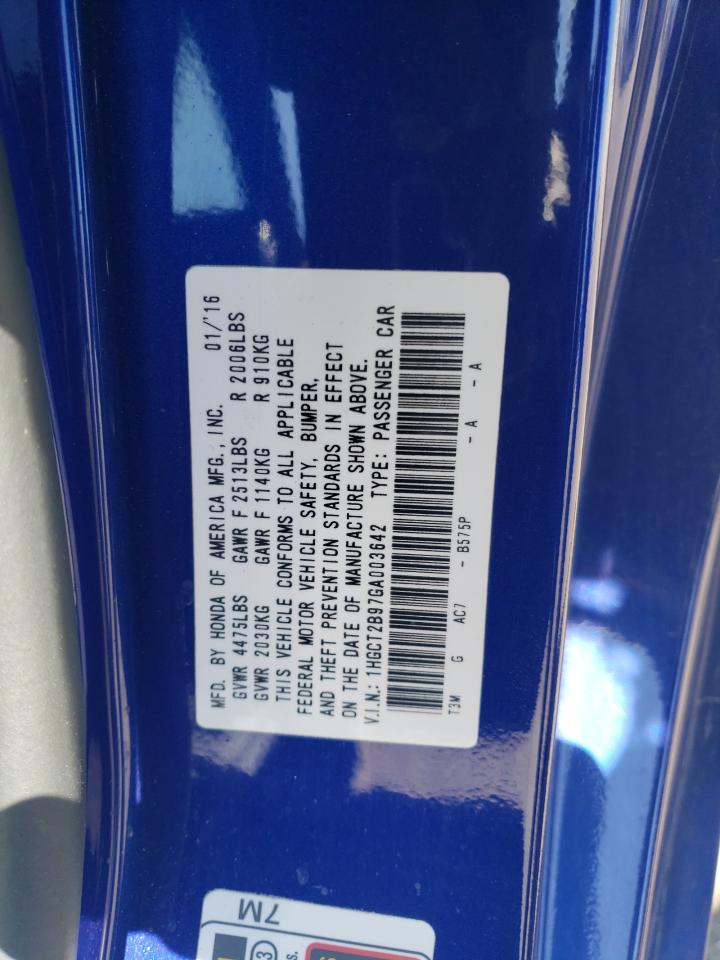 MFD. BY HONDA OF AMERICA MFG., INC. 01/'16
GVWR 4475LBS GAWR F 2513LBS R 2006LBS
GVWR 2030KG GAWR F 1140KG R 910KG
THIS VEHICLE CONFORMS TO ALL APPLICABLE
FEDERAL MOTOR VEHICLE SAFETY, BUMPER,
AND THEFT PREVENTION STANDARDS IN EFFECT
ON THE DATE OF MANUFACTURE SHOWN ABOVE.
V.I.N.: 1HGCT2B97GA003642 TYPE: PASSENGER CAR
T3M G AC7 - B575P - A - A
7M
3
s.